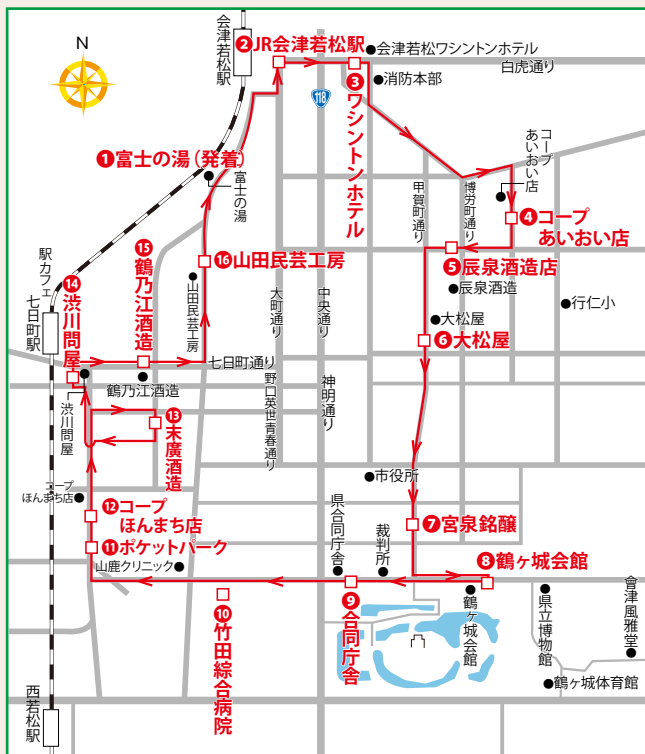 N
会津若松駅
❷JR会津若松駅
会津若松ワシントンホテル
白虎通り
消防本部
118
❸ワシントンホテル
❶富士の湯(発着)
富士の湯
コープ
あいおい店
❹コープ
あいおい店
甲賀町通り
博労町通り
❺辰泉酒造店
辰泉酒造
行仁小
大松屋
❻大松屋
⓯鶴乃江酒造
⓰山田民芸工房
山田民芸工房
大町通り
中央通り
駅カフェ
七日町駅
⓮渋川問屋
七日町通り
鶴乃江酒造
渋川問屋
野口英世青春通り
神明通り
⓭末廣酒造
コープ
ほんまち店
市役所
⓬コープ
ほんまち店
県合同庁舎
裁判所
❼宮泉銘醸
⓫ポケットパーク
山鹿クリニック
❽鶴ヶ城会館
❾合同庁舎
❿竹田綜合病院
鶴ヶ城会館
県立博物館
會津風雅堂
鶴ヶ城体育館
西若松駅